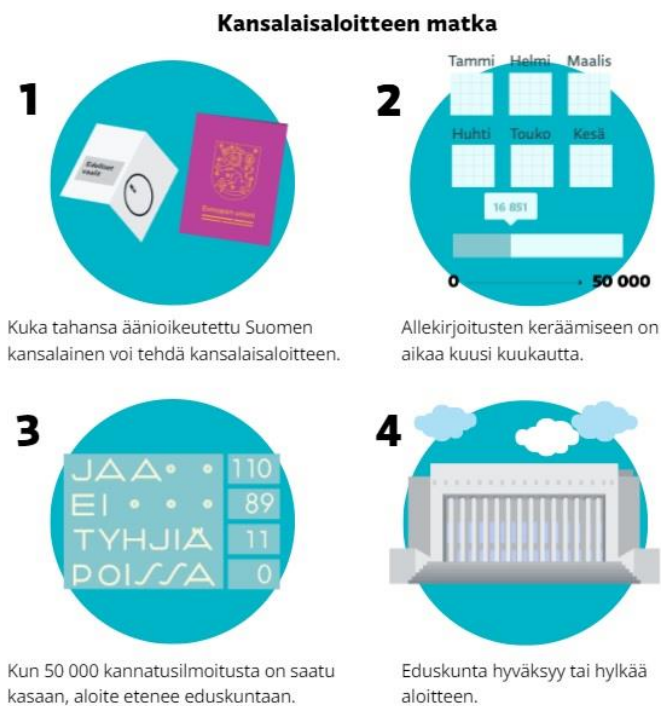 Kansalaisaloitteen matka
1
Edelliset
vaalit
Euroopan unioni
Kuka tahansa äänioikeutettu Suomen
kansalainen voi tehdä kansalaisaloitteen.
2
Tammi Helmi Maalis
Huhti Touko Kesä
16 851
0 50 000
Allekirjoitusten keräämiseen on
aikaa kuusi kuukautta.
3
JAA 110
EI 89
TYHJIÄ 11
POISSA 0
Kun 50 000 kannatusilmoitusta on saatu
kasaan, aloite etenee eduskuntaan.
4
Eduskunta hyväksyy tai hylkää
aloitteen.